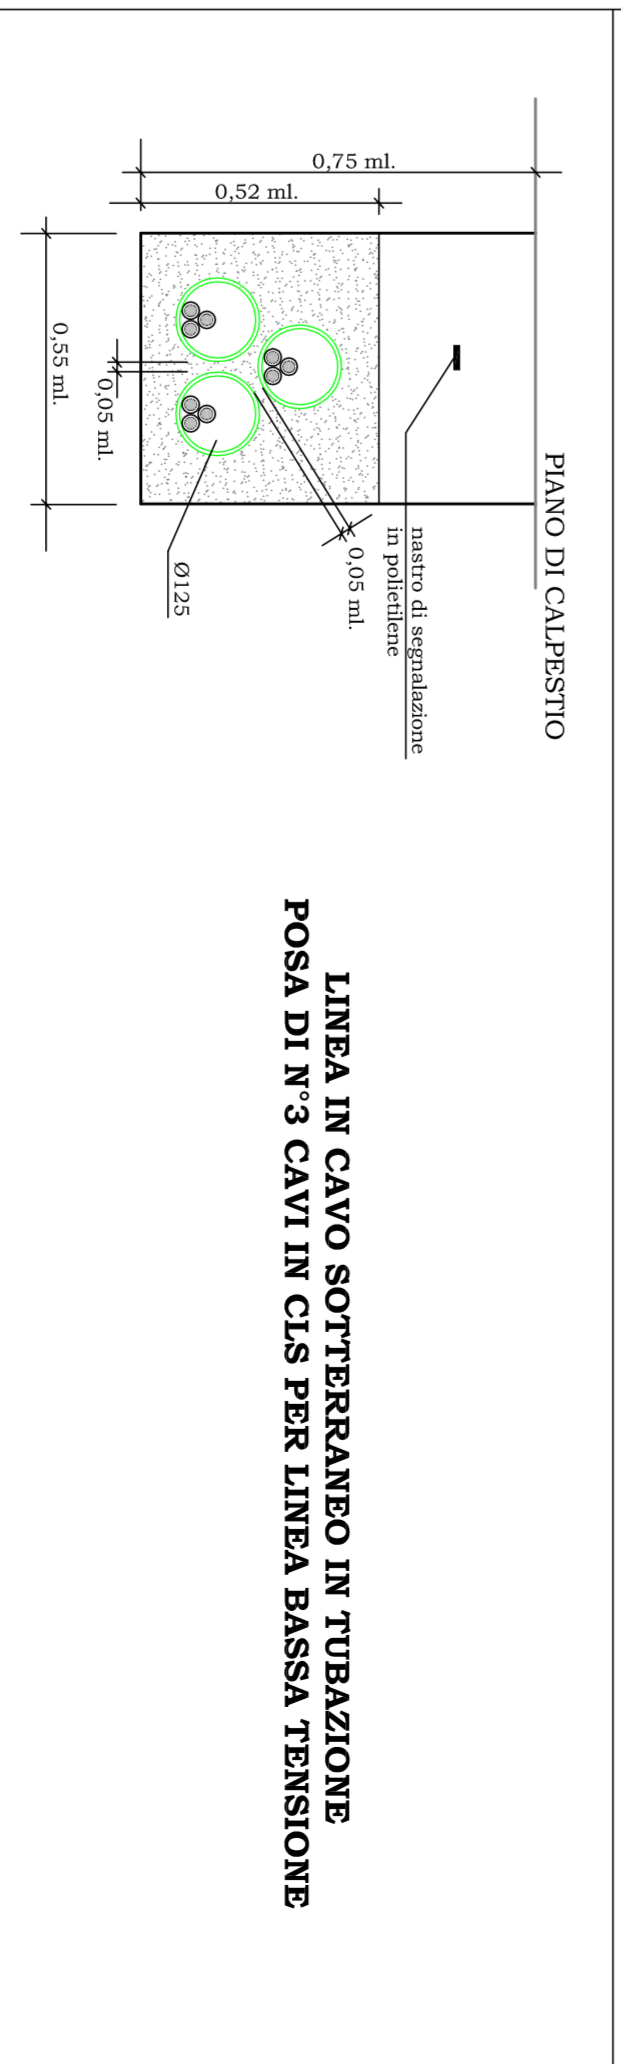 PIANO DI CALPESTIO
nastro di segnalazione
in polietilene
0,75 ml.
0,52 ml.
0,05 ml.
Ø125
0,05 ml.
0,55 ml.
LINEA IN CAVO SOTTERRANEO IN TUBAZIONE
POSA DI N°3 CAVI IN CLS PER LINEA BASSA TENSIONE